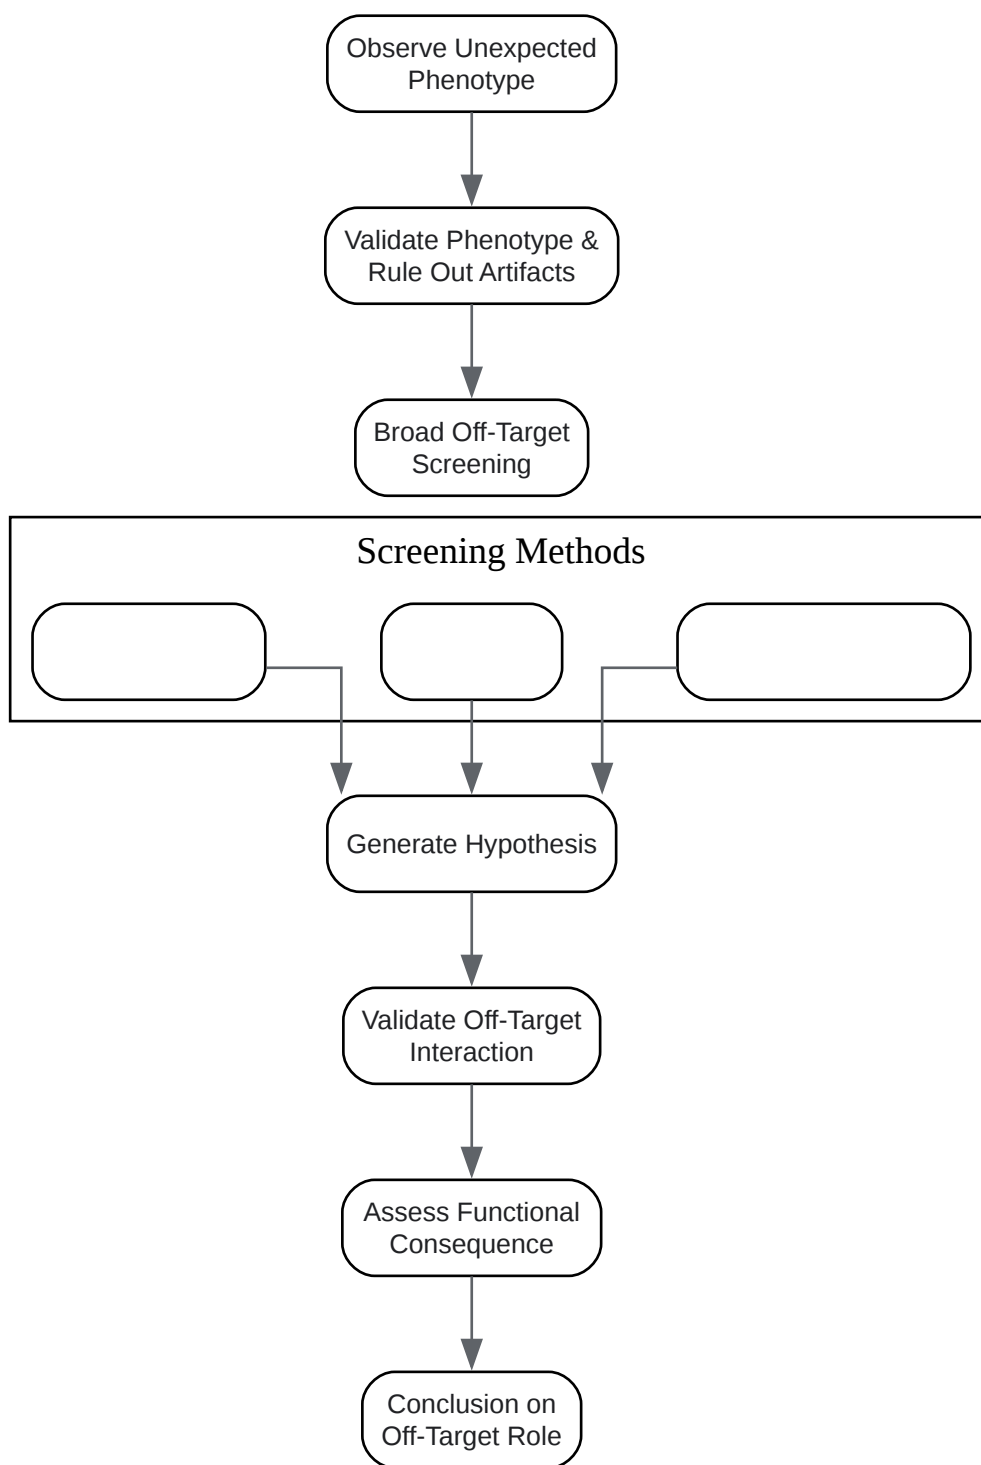 Observe Unexpected
Phenotype
Validate Phenotype &
Rule Out Artifacts
Broad Off-Target
Screening
Screening Methods
Generate Hypothesis
Validate Off-Target
Interaction
Assess Functional
Consequence
Conclusion on
Off-Target Role